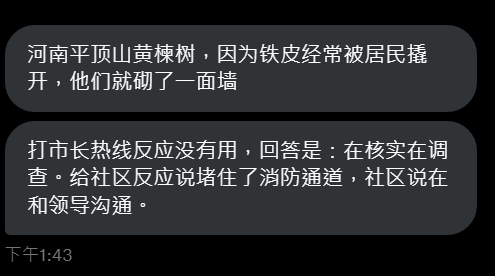 河南平顶山黄楝树，因为铁皮经常被居民撬
开，他们就砌了一面墙
打市长热线反应没有用，回答是：在核实在调
查。给社区反应说堵住了消防通道，社区说在
和领导沟通。
下午1:43